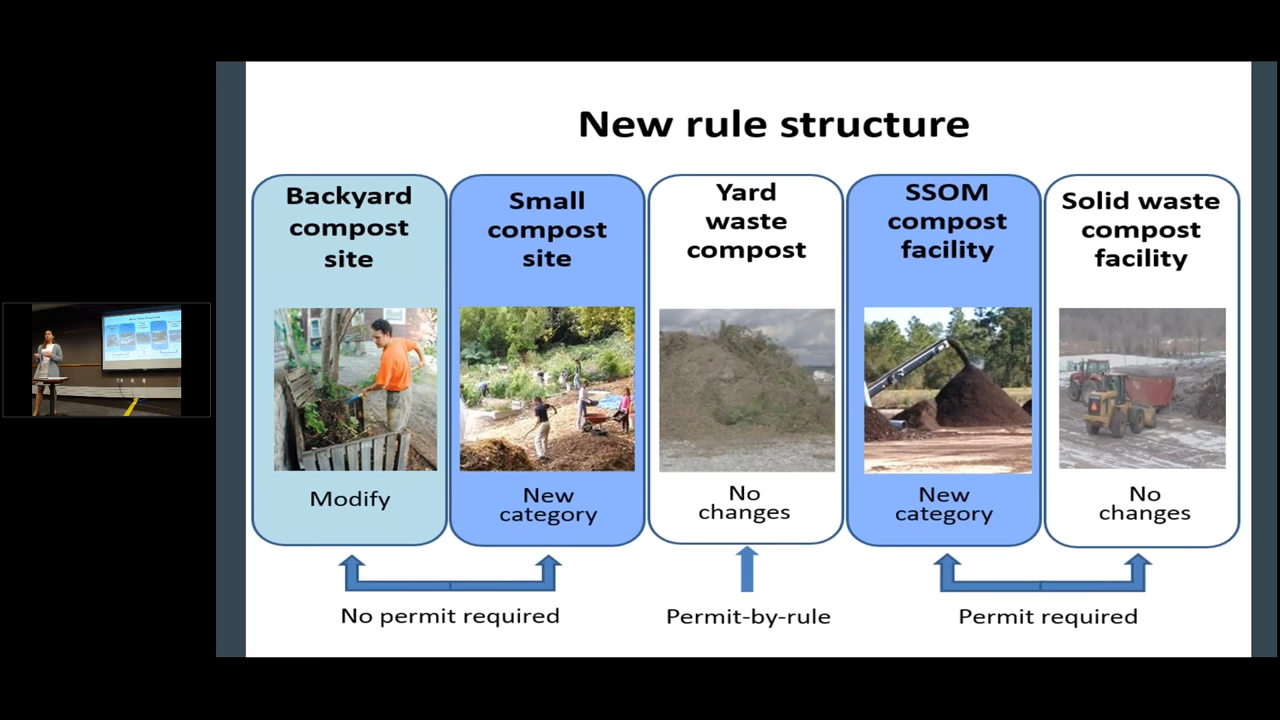 New rule structure
Backyard
compost
site
Small
compost
site
Yard
waste
compost
SSOM
compost
facility
Solid waste
compost
facility
Modify
New
category
No
changes
New
category
No
changes
No permit required
Permit-by-rule
Permit required